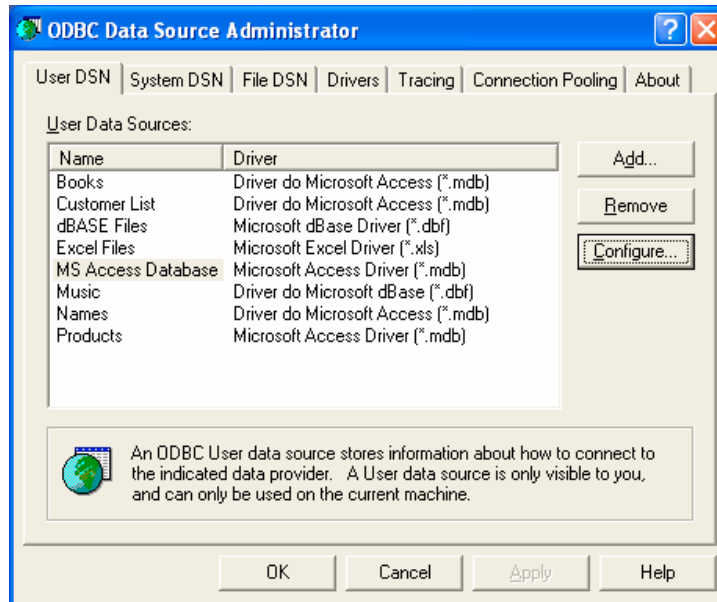 ODBC Data Source Administrator
User DSN System DSN File DSN Drivers Tracing Connection Pooling About
User Data Sources:
Name Driver
Books Driver do Microsoft Access (*.mdb)
Customer List Driver do Microsoft Access (*.mdb)
dBASE Files Microsoft dBase Driver (*.dbf)
Excel Files Microsoft Excel Driver (*.xls)
MS Access Database Microsoft Access Driver (*.mdb)
Music Driver do Microsoft dBase (*.dbf)
Names Driver do Microsoft Access (*.mdb)
Products Microsoft Access Driver (*.mdb)
Add...
Remove
Configure...
An ODBC User data source stores information about how to connect to
the indicated data provider. A User data source is only visible to you,
and can only be used on the current machine.
OK Cancel Apply Help